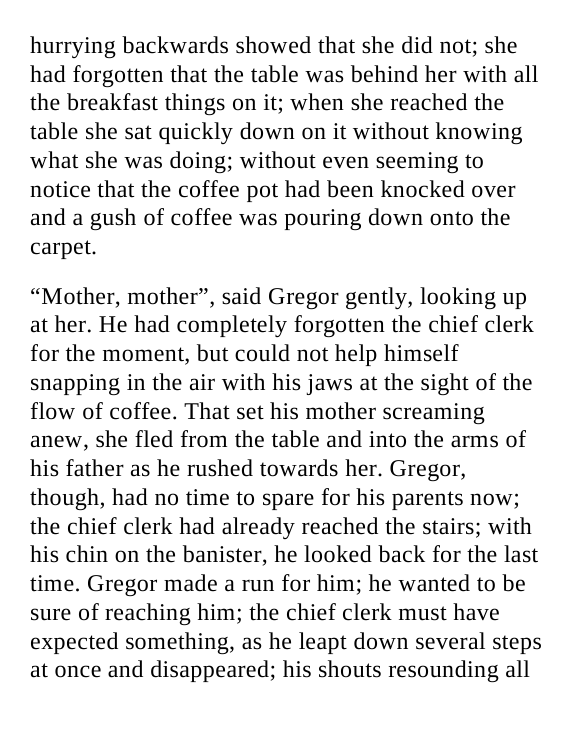 hurrying backwards showed that she did not; she
had forgotten that the table was behind her with all
the breakfast things on it; when she reached the
table she sat quickly down on it without knowing
what she was doing; without even seeming to
notice that the coffee pot had been knocked over
and a gush of coffee was pouring down onto the
carpet.
“Mother, mother”, said Gregor gently, looking up
at her. He had completely forgotten the chief clerk
for the moment, but could not help himself
snapping in the air with his jaws at the sight of the
flow of coffee. That set his mother screaming
anew, she fled from the table and into the arms of
his father as he rushed towards her. Gregor,
though, had no time to spare for his parents now;
the chief clerk had already reached the stairs; with
his chin on the banister, he looked back for the last
time. Gregor made a run for him; he wanted to be
sure of reaching him; the chief clerk must have
expected something, as he leapt down several steps
at once and disappeared; his shouts resounding all